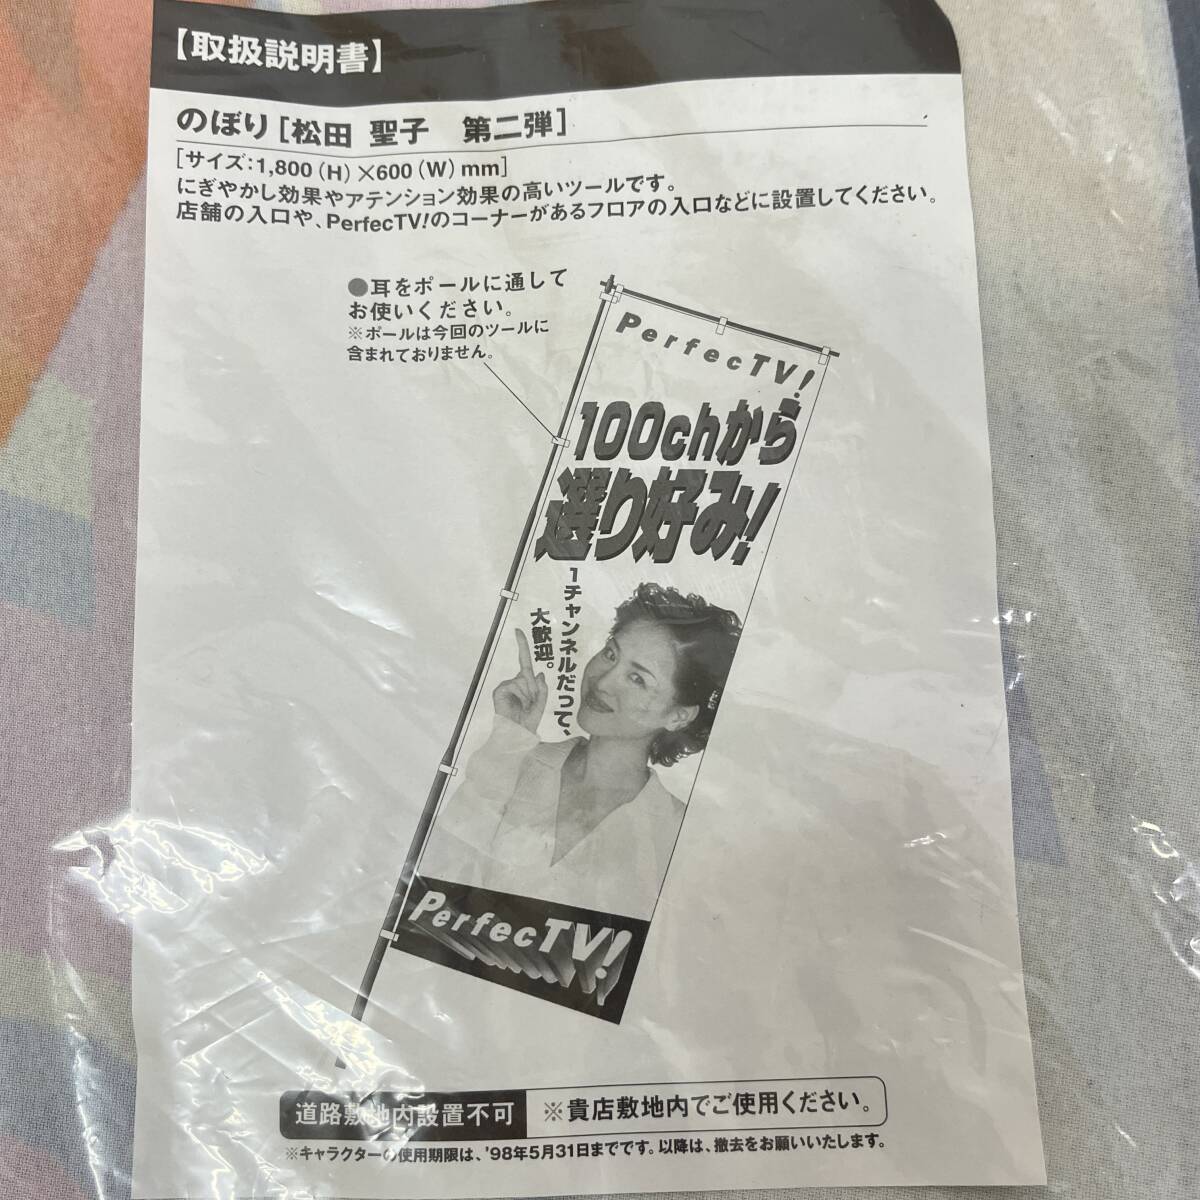 【取扱説明書】
のぼり［松田 聖子 第二弾］
［サイズ：1,800（H）×600（W）mm］
にぎやかし効果やアテンション効果の高いツールです。
店舗の入口や、PerfecTV!のコーナーがあるフロアの入口などに設置してください。
●耳をポールに通して
お使いください。
※ポールは今回のツールに
含まれておりません。
PerfecTV!
100chから
選り好み!
1チャンネルだって、
大歓迎。
PerfecTV!
道路敷地内設置不可 ※貴店敷地内でご使用ください。
※キャラクターの使用期限は、'98年5月31日までです。以降は、撤去をお願いいたします。